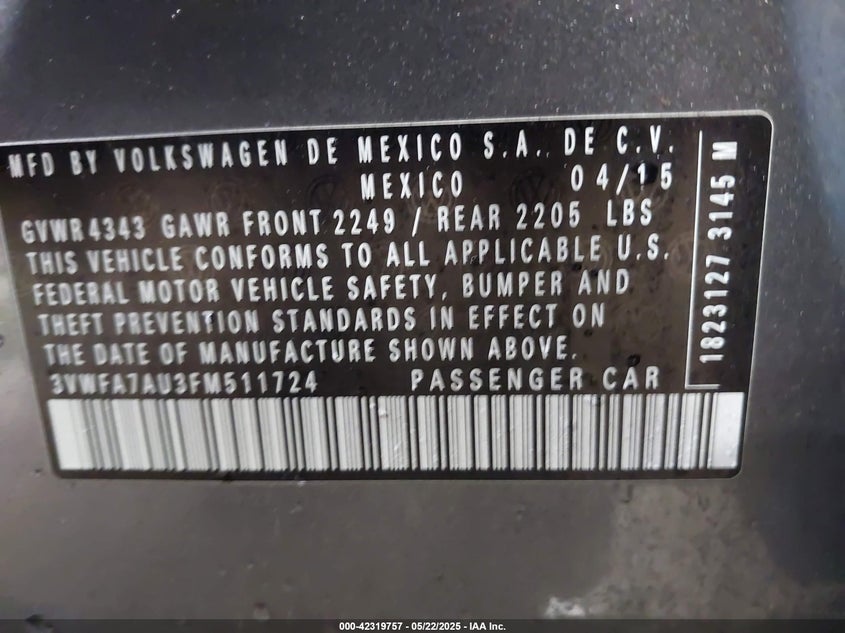 MFD BY VOLKSWAGEN DE MEXICO S.A. DE C.V.
MEXICO 04/15
GVWR 4343 GAWR FRONT 2249 / REAR 2205 LBS
THIS VEHICLE CONFORMS TO ALL APPLICABLE U.S.
FEDERAL MOTOR VEHICLE SAFETY, BUMPER AND
THEFT PREVENTION STANDARDS IN EFFECT ON
THE DATE OF MANUFACTURE SHOWN ABOVE.
3VWFA7AU3FM511724 PASSENGER CAR
1823127 3145 M
000-42319757 - 05/22/2025 - IAA Inc.